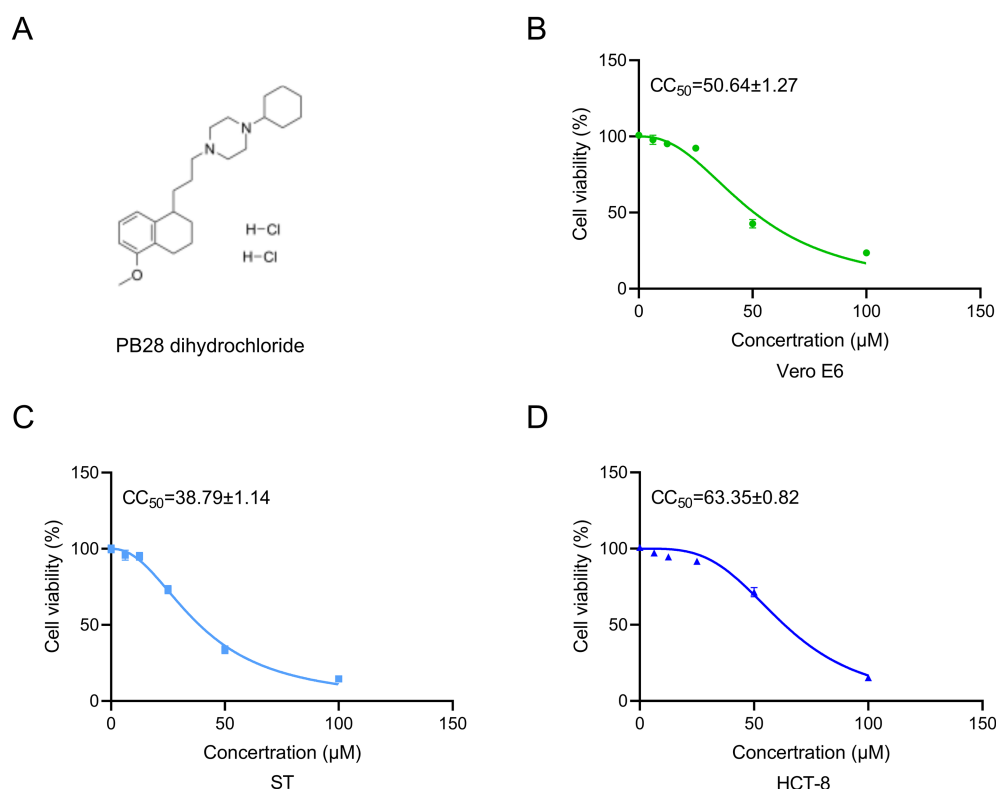 A
N
N
H–Cl
H–Cl
O
PB28 dihydrochloride
B
CC50=50.64±1.27
150
100
50
0
Cell viability (%)
0 50 100 150
Concertration (µM)
Vero E6
C
CC50=38.79±1.14
150
100
50
0
Cell viability (%)
0 50 100 150
Concertration (µM)
ST
D
CC50=63.35±0.82
150
100
50
0
Cell viability (%)
0 50 100 150
Concertration (µM)
HCT-8